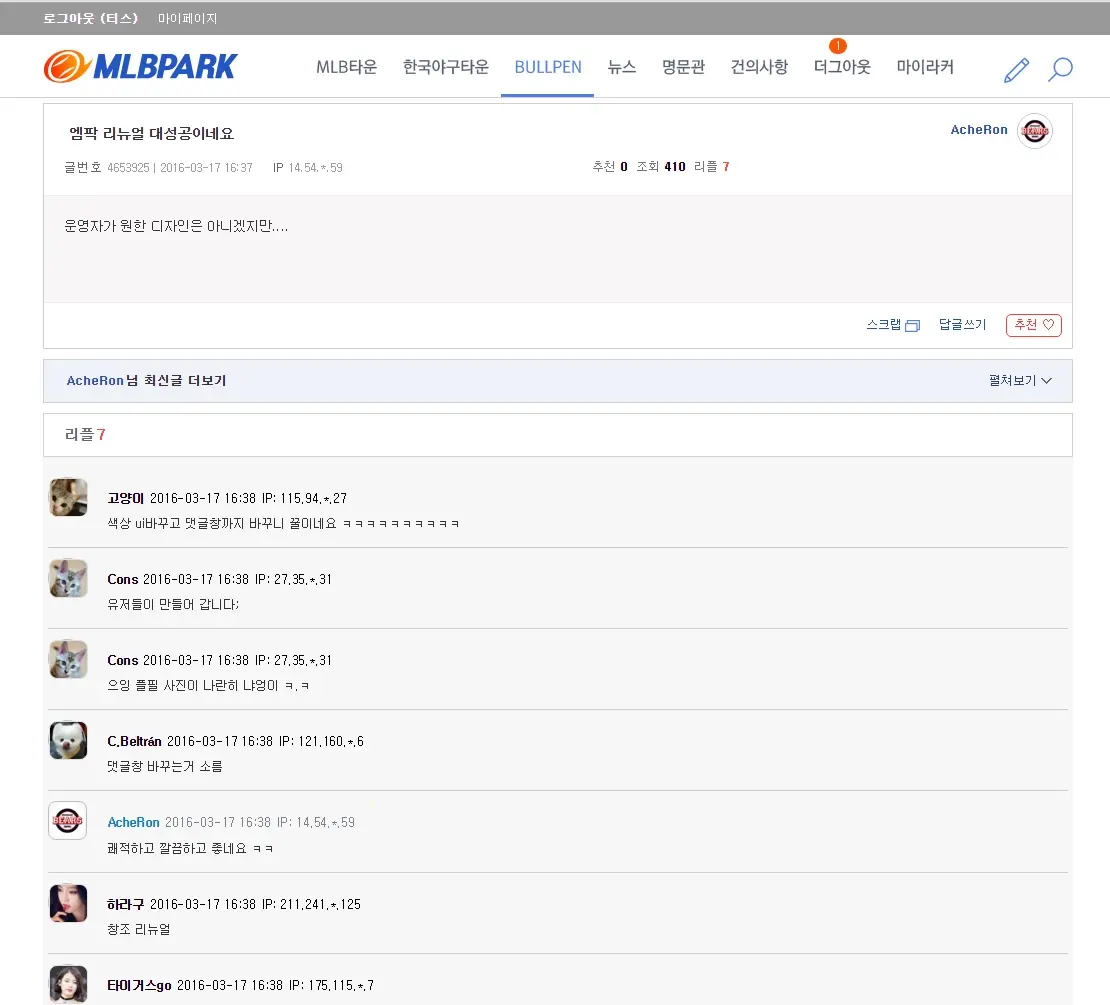 로그아웃 (티스) 마이페이지
MLBPARK MLB타운 한국야구타운 BULLPEN 뉴스 명문관 건의사항 더그아웃 마이라커
엠팍 리뉴얼 대성공이네요 AcheRon
글번호 4653925 | 2016-03-17 16:37 IP 14.54.*.59 추천 0 조회 410 리플 7
운영자가 원한 디자인은 아니겠지만....
스크랩 답글쓰기 추천 ♡
AcheRon님 최신글 더보기 펼쳐보기
리플 7
고양이 2016-03-17 16:38 IP: 115.94.*.27
색상 ui바꾸고 댓글창까지 바꾸니 꿀이네요 ㅋㅋㅋㅋㅋㅋㅋㅋㅋㅋ
Cons 2016-03-17 16:38 IP: 27.35.*.31
유저들이 만들어 갑니다;
Cons 2016-03-17 16:38 IP: 27.35.*.31
으잉 플필 사진이 나란히 냐엉이 ㅋ.ㅋ
C.Beltrán 2016-03-17 16:38 IP: 121.160.*.6
댓글창 바꾸는거 소름
BEARS AcheRon 2016-03-17 16:38 IP: 14.54.*.59
쾌적하고 깔끔하고 좋네요 ㅋㅋ
하라구 2016-03-17 16:38 IP: 211.241.*.125
창조 리뉴얼
타이거스go 2016-03-17 16:38 IP: 175.115.*.7